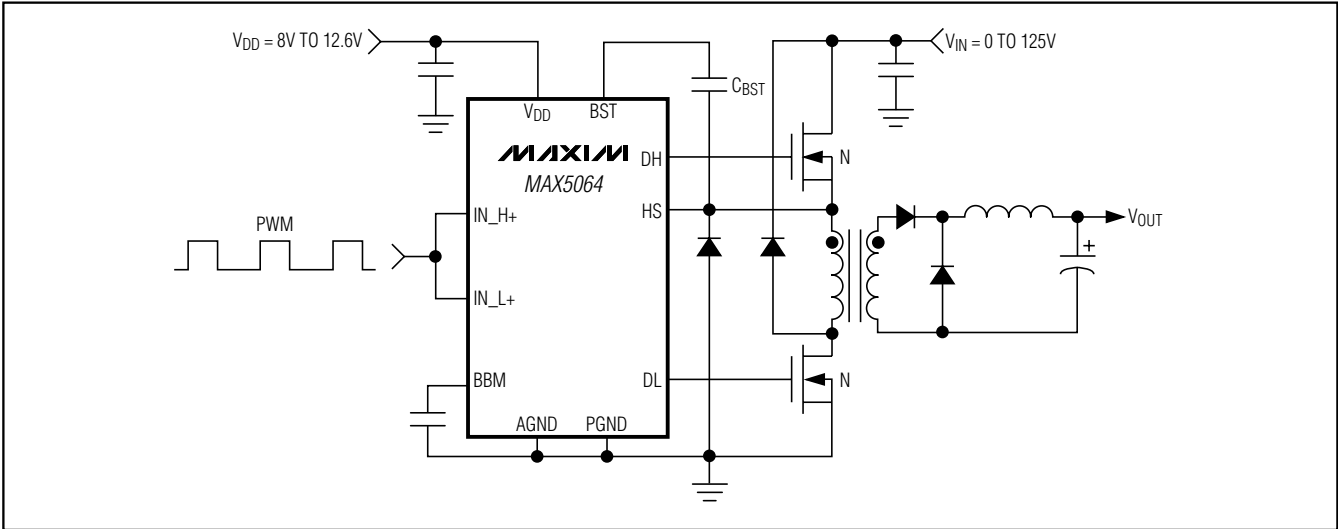 V_DD = 8V TO 12.6V
V_IN = 0 TO 125V
C_BST
V_DD
BST
MAXIM
MAX5064
DH
N
HS
IN_H+
PWM
V_OUT
+
IN_L+
BBM
DL
N
AGND
PGND